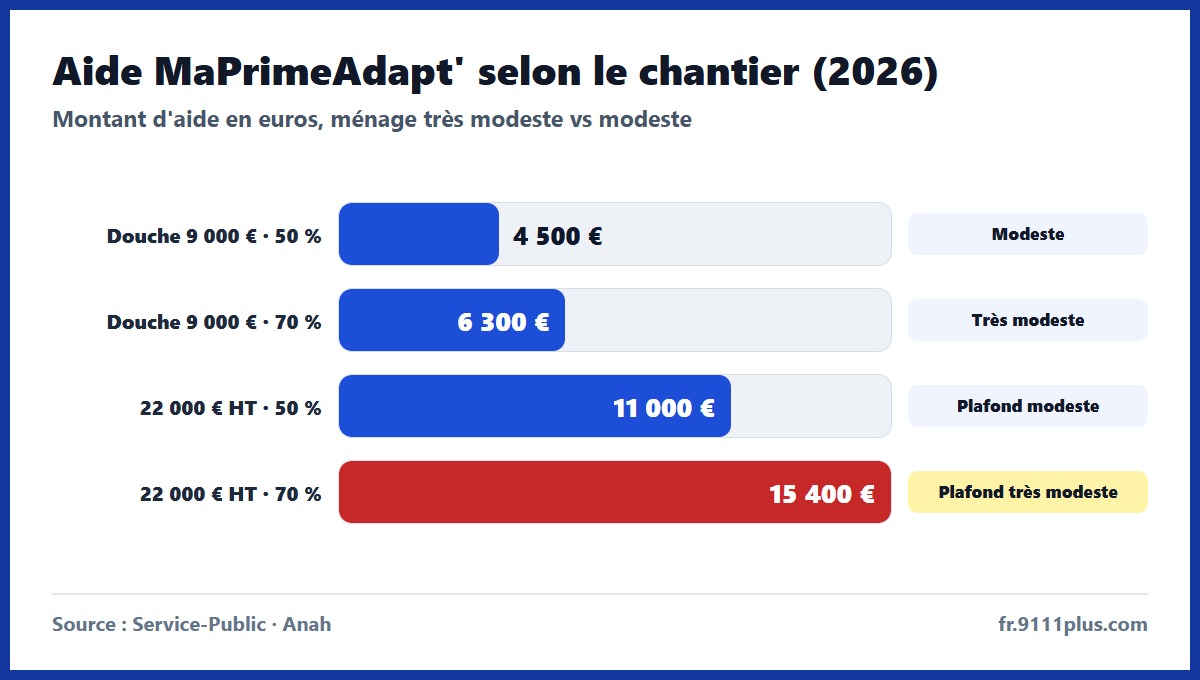 Aide MaPrimeAdapt' selon le chantier (2026)
Montant d'aide en euros, ménage très modeste vs modeste
Douche 9 000 € · 50 % 4 500 € Modeste
Douche 9 000 € · 70 % 6 300 € Très modeste
22 000 € HT · 50 % 11 000 € Plafond modeste
22 000 € HT · 70 % 15 400 € Plafond très modeste
Source : Service-Public · Anah fr.9111plus.com